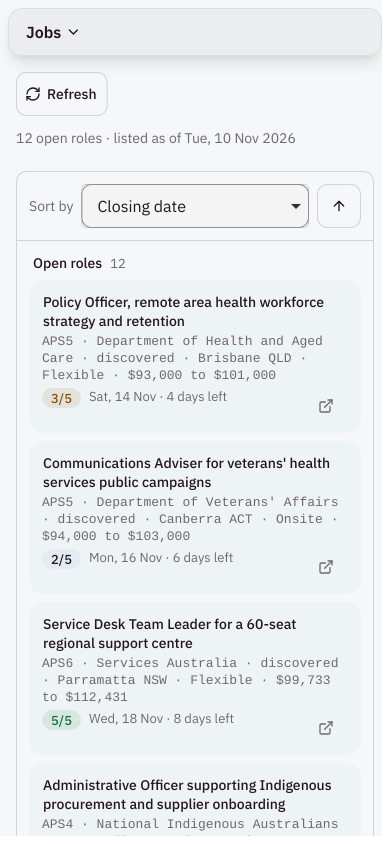 Jobs
Refresh
12 open roles · listed as of Tue, 10 Nov 2026
Sort by Closing date
Open roles 12
Policy Officer, remote area health workforce
strategy and retention
APS5 · Department of Health and Aged
Care · discovered · Brisbane QLD ·
Flexible · $93,000 to $101,000
3/5 Sat, 14 Nov · 4 days left
Communications Adviser for veterans' health
services public campaigns
APS5 · Department of Veterans' Affairs
· discovered · Canberra ACT · Onsite ·
$94,000 to $103,000
2/5 Mon, 16 Nov · 6 days left
Service Desk Team Leader for a 60-seat
regional support centre
APS6 · Services Australia · discovered
· Parramatta NSW · Flexible · $99,733
to $112,431
5/5 Wed, 18 Nov · 8 days left
Administrative Officer supporting Indigenous
procurement and supplier onboarding
APS4 · National Indigenous Australians